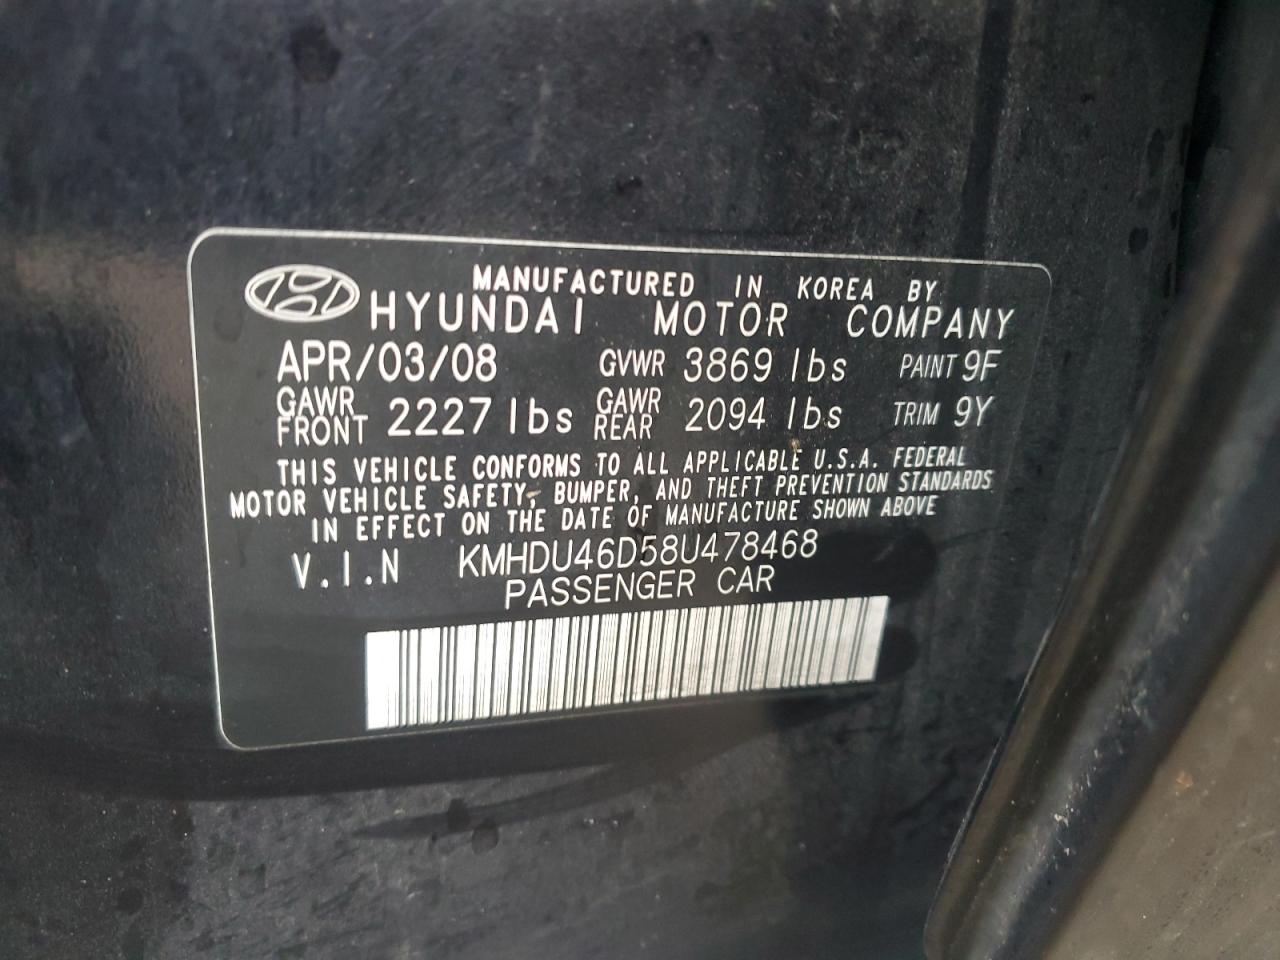 MANUFACTURED IN KOREA BY
HYUNDAI MOTOR COMPANY
APR/03/08 GVWR 3869 lbs PAINT 9F
GAWR FRONT 2227 lbs GAWR REAR 2094 lbs TRIM 9Y
THIS VEHICLE CONFORMS TO ALL APPLICABLE U.S.A. FEDERAL
MOTOR VEHICLE SAFETY, BUMPER, AND THEFT PREVENTION STANDARDS
IN EFFECT ON THE DATE OF MANUFACTURE SHOWN ABOVE
V.I.N KMHDU46D58U478468
PASSENGER CAR